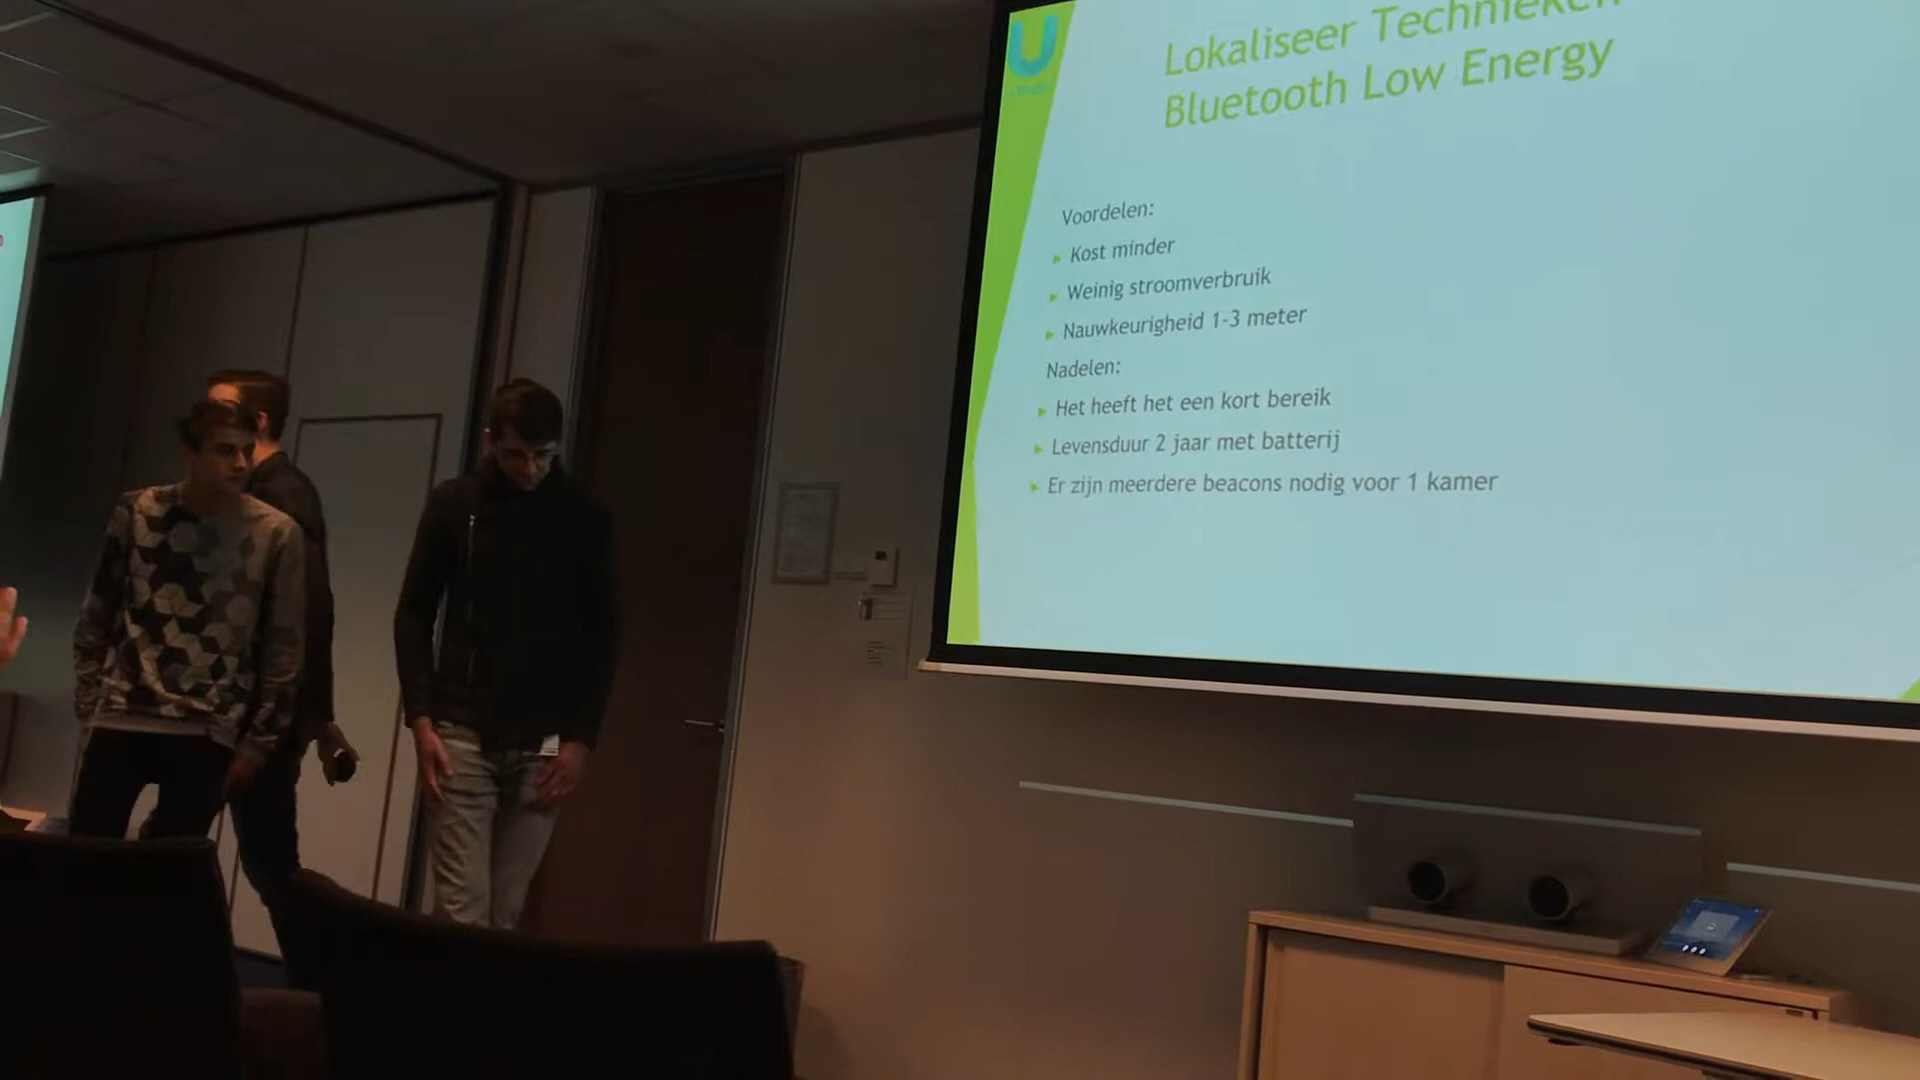 Lokaliseer Technieken
Bluetooth Low Energy
Voordelen:
Kost minder
Weinig stroomverbruik
Nauwkeurigheid 1-3 meter
Nadelen:
Het heeft het een kort bereik
Levensduur 2 jaar met batterij
Er zijn meerdere beacons nodig voor 1 kamer